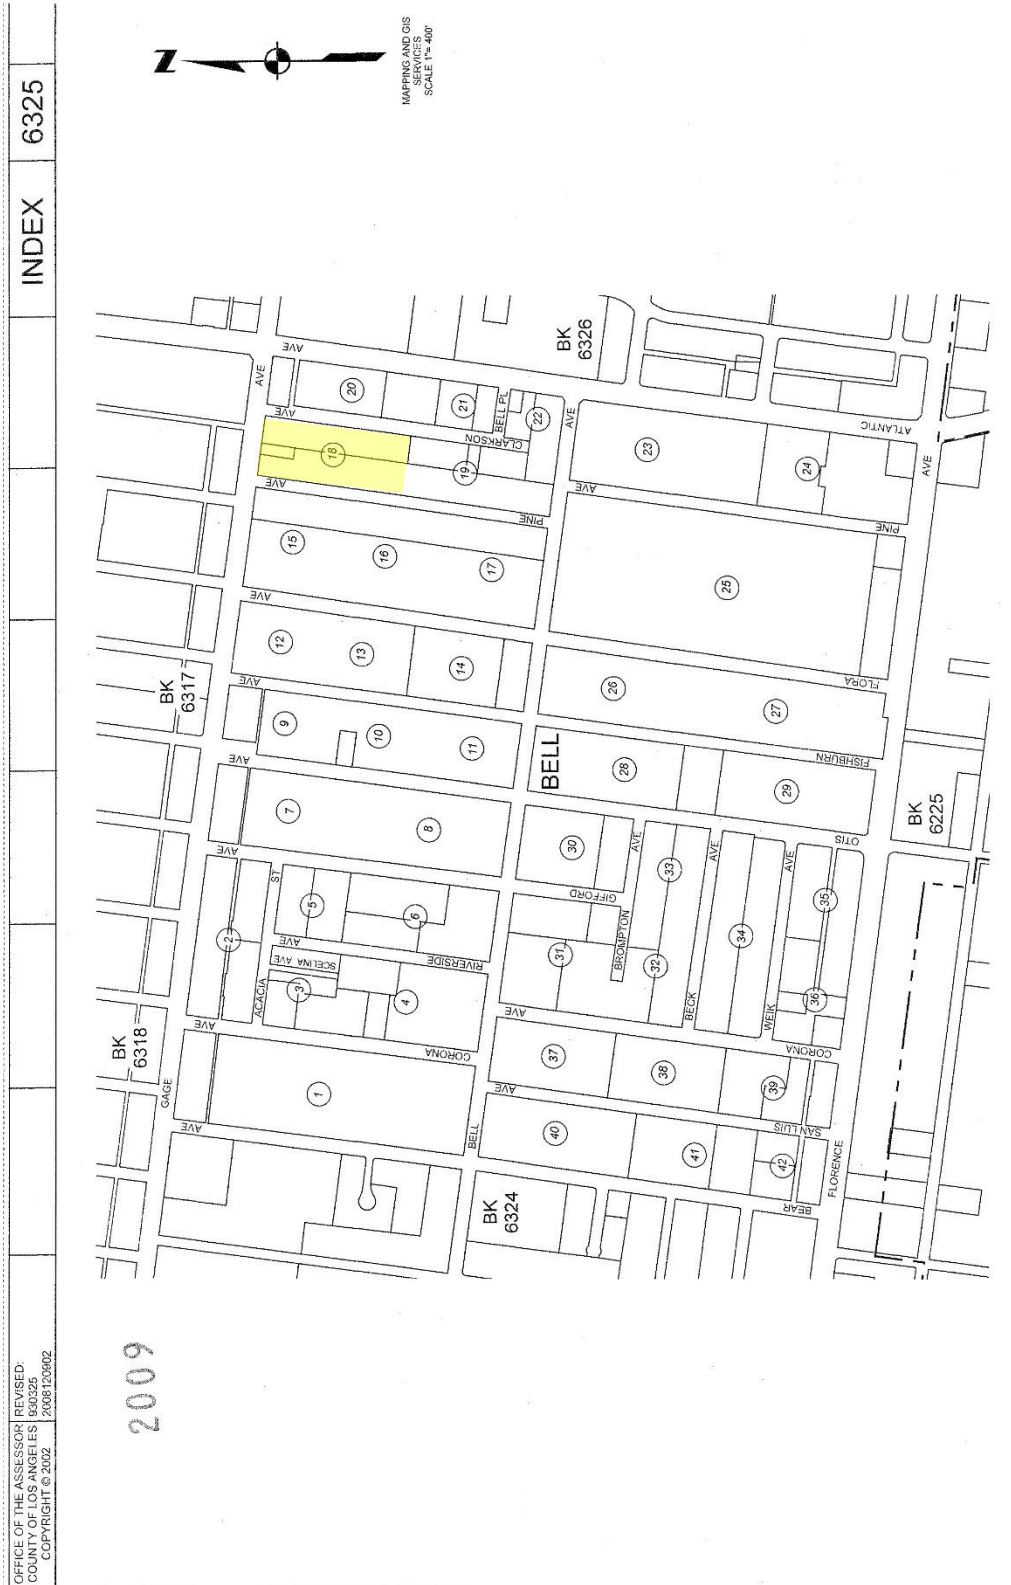 OFFICE OF THE ASSESSOR
COUNTY OF LOS ANGELES
COPYRIGHT © 2002
REVISED:
930325
2008120902
INDEX
6325
2009
N
MAPPING AND GIS
SERVICES
SCALE 1"= 400'
BK
6318
BK
6317
GAGE
AVE
AVE
AVE
AVE
AVE
AVE
AVE
AVE
AVE
AVE
AVE
1
ACACIA
ST
2
3
SCELINA AVE
4
CORONA
RIVERSIDE
AVE
5
6
7
8
9
10
11
12
13
14
15
16
17
PINE
18
19
CLARKSON
20
21
BELL PL
22
BELL
AVE
BK
6324
BELL
BK
6326
23
24
ATLANTIC
AVE
PINE
25
FLORA
26
27
FISHBURN
28
29
OTIS
30
GIFFORD
31
BROMPTON
AVE
32
33
BECK
AVE
34
WEIK
AVE
35
36
CORONA
AVE
37
38
39
AVE
SAN LUIS
40
41
42
BEAR
FLORENCE
AVE
BK
6225